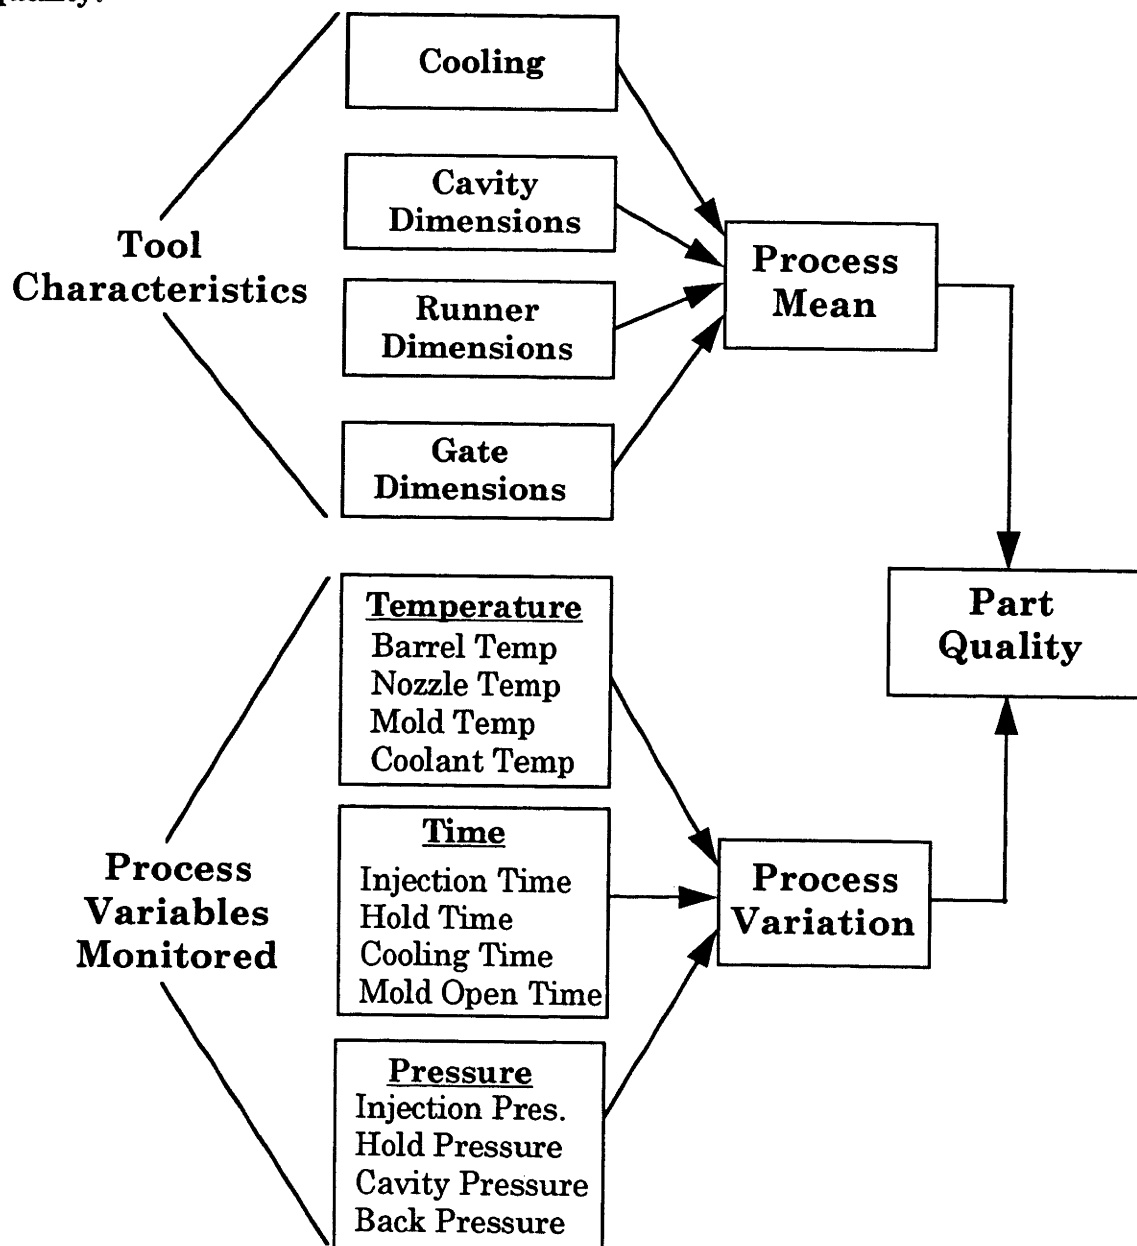 Cooling
Cavity
Dimensions
Tool
Characteristics
Runner
Dimensions
Gate
Dimensions
Process
Mean
Part
Quality
Temperature
Barrel Temp
Nozzle Temp
Mold Temp
Coolant Temp
Process
Variables
Monitored
Time
Injection Time
Hold Time
Cooling Time
Mold Open Time
Process
Variation
Pressure
Injection Pres.
Hold Pressure
Cavity Pressure
Back Pressure